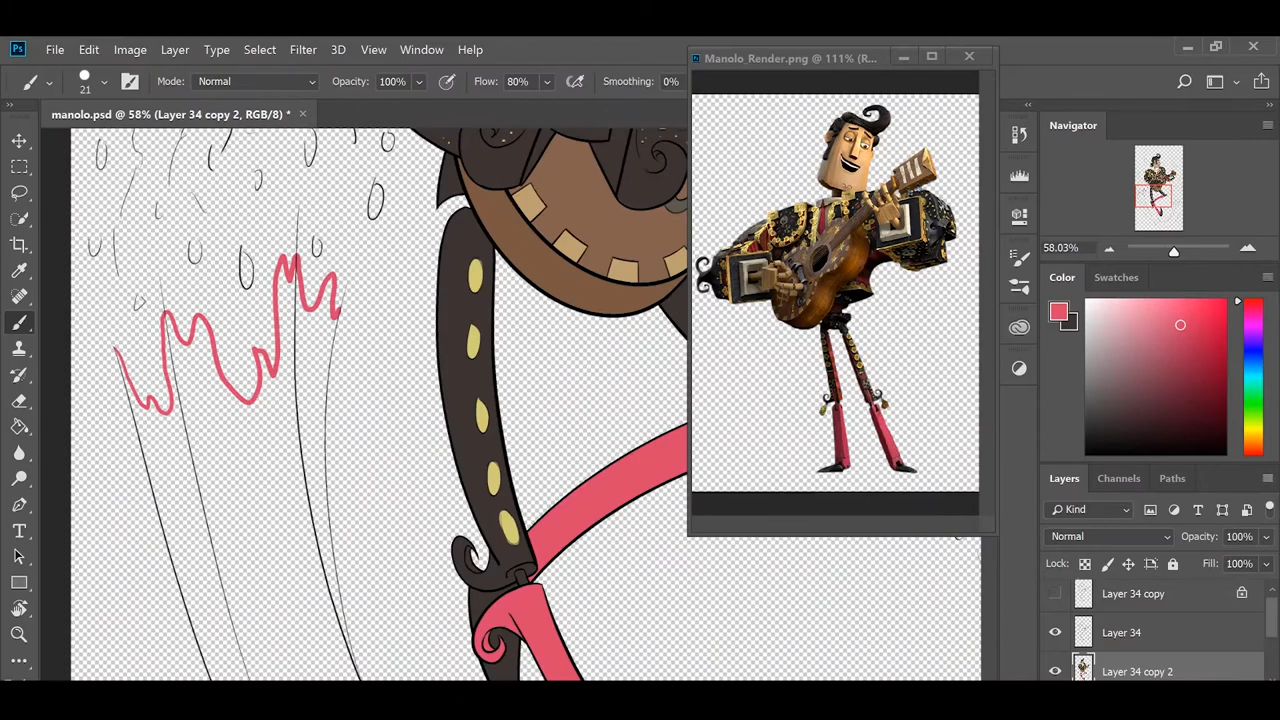 Ps File Edit Image Layer Type Select Filter 3D View Window Help
21 Mode: Normal Opacity: 100% Flow: 80% Smoothing: 0%
manolo.psd @ 58% (Layer 34 copy 2, RGB/8) *
Manolo_Render.png @ 111% (R...
Navigator
58.03%
Color Swatches
Layers Channels Paths
Kind
Normal Opacity: 100%
Lock: Fill: 100%
Layer 34 copy
Layer 34
Layer 34 copy 2